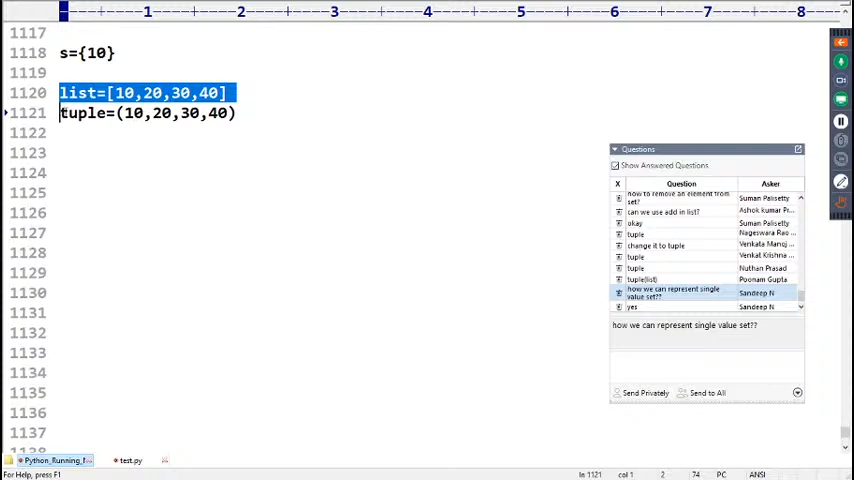 1 2 3 4 5 6 7 8
1117
1118 s={10}
1119
1120 list=[10,20,30,40]
1121 tuple=(10,20,30,40)
1122
1123
1124
1125
1126
1127
1128
1129
1130
1131
1132
1133
1134
1135
1136
1137
Questions
Show Answered Questions
X Question Asker
how to remove an element from set? Suman Palisetty
can we use add in list? Ashok kumar Pr...
okay Suman Palisetty
tuple Nageswara Rao ...
change it to tuple Venkata Manoj ...
tuple Venkat Krishna ...
tuple Nuthan Prasad
tuple(list) Poonam Gupta
how we can represent single value set?? Sandeep N
yes Sandeep N
how we can represent single value set??
Send Privately Send to All
Python_Running_ test.py
For Help, press F1 ln 1121 col 1 2 74 PC ANSI